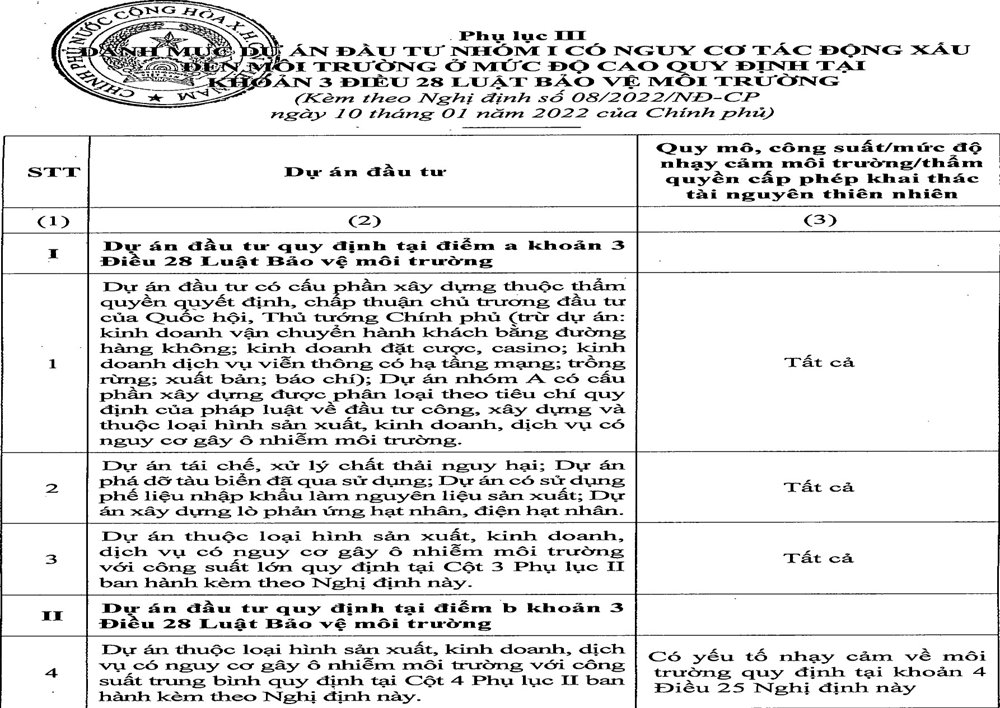 CHÍNH PHỦ NƯỚC CỘNG HÒA X.H.C.N VIỆT NAM
Phụ lục III
DANH MỤC DỰ ÁN ĐẦU TƯ NHÓM I CÓ NGUY CƠ TÁC ĐỘNG XẤU
ĐẾN MÔI TRƯỜNG Ở MỨC ĐỘ CAO QUY ĐỊNH TẠI
KHOẢN 3 ĐIỀU 28 LUẬT BẢO VỆ MÔI TRƯỜNG
(Kèm theo Nghị định số 08/2022/NĐ-CP
ngày 10 tháng 01 năm 2022 của Chính phủ)
STT
Dự án đầu tư
Quy mô, công suất/mức độ
nhạy cảm môi trường/thẩm
quyền cấp phép khai thác
tài nguyên thiên nhiên
(1)
(2)
(3)
I
Dự án đầu tư quy định tại điểm a khoản 3
Điều 28 Luật Bảo vệ môi trường
1
Dự án đầu tư có cấu phần xây dựng thuộc thẩm
quyền quyết định, chấp thuận chủ trương đầu tư
của Quốc hội, Thủ tướng Chính phủ (trừ dự án:
kinh doanh vận chuyển hành khách bằng đường
hàng không; kinh doanh đặt cược, casino; kinh
doanh dịch vụ viễn thông có hạ tầng mạng; trồng
rừng; xuất bản; báo chí); Dự án nhóm A có cấu
phần xây dựng được phân loại theo tiêu chí quy
định của pháp luật về đầu tư công, xây dựng và
thuộc loại hình sản xuất, kinh doanh, dịch vụ có
nguy cơ gây ô nhiễm môi trường.
Tất cả
2
Dự án tái chế, xử lý chất thải nguy hại; Dự án
phá dỡ tàu biển đã qua sử dụng; Dự án có sử dụng
phế liệu nhập khẩu làm nguyên liệu sản xuất; Dự
án xây dựng lò phản ứng hạt nhân, điện hạt nhân.
Tất cả
3
Dự án thuộc loại hình sản xuất, kinh doanh,
dịch vụ có nguy cơ gây ô nhiễm môi trường
với công suất lớn quy định tại Cột 3 Phụ lục II
ban hành kèm theo Nghị định này.
Tất cả
II
Dự án đầu tư quy định tại điểm b khoản 3
Điều 28 Luật Bảo vệ môi trường
4
Dự án thuộc loại hình sản xuất, kinh doanh, dịch
vụ có nguy cơ gây ô nhiễm môi trường với công
suất trung bình quy định tại Cột 4 Phụ lục II ban
hành kèm theo Nghị định này.
Có yếu tố nhạy cảm về môi
trường quy định tại khoản 4
Điều 25 Nghị định này